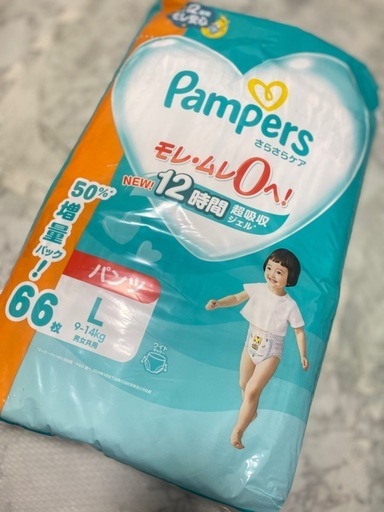 Pampers
さらさらケア
モレ・ムレ0へ!
NEW! 12時間 超吸収ジェル*
50%*
増量
パック!
66枚
パンツ
L
9-14kg
男女共用